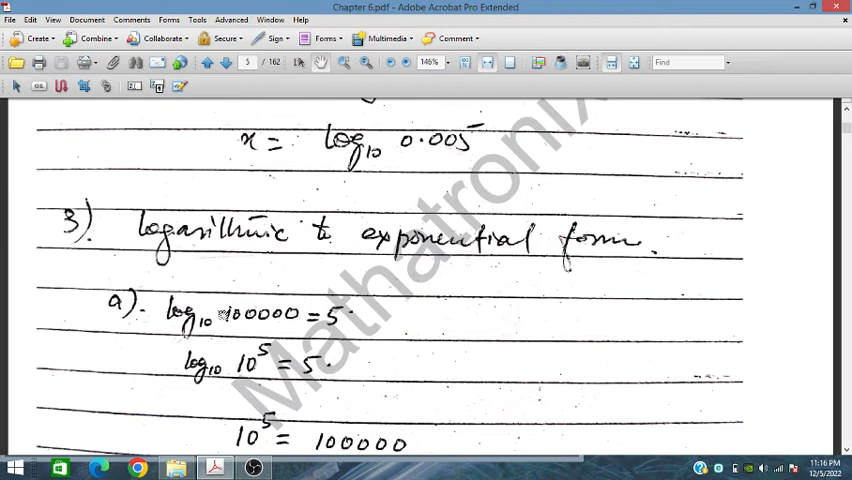 Chapter 6.pdf - Adobe Acrobat Pro Extended
File Edit View Document Comments Forms Tools Advanced Window Help
Create Combine Collaborate Secure Sign Forms Multimedia Comment
5 / 162 146% Find
x = log10 0.005
3). logarithmic to exponential form.
a). log10 100000 = 5.
log10 10^5 = 5.
10^5 = 100000
Mathatronix
11:16 PM
12/5/2022